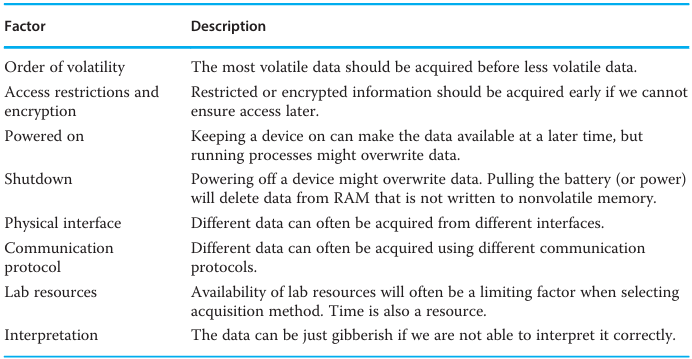 Factor Description
Order of volatility The most volatile data should be acquired before less volatile data.
Access restrictions and Restricted or encrypted information should be acquired early if we cannot
encryption ensure access later.
Powered on Keeping a device on can make the data available at a later time, but
running processes might overwrite data.
Shutdown Powering off a device might overwrite data. Pulling the battery (or power)
will delete data from RAM that is not written to nonvolatile memory.
Physical interface Different data can often be acquired from different interfaces.
Communication Different data can often be acquired using different communication
protocol protocols.
Lab resources Availability of lab resources will often be a limiting factor when selecting
acquisition method. Time is also a resource.
Interpretation The data can be just gibberish if we are not able to interpret it correctly.